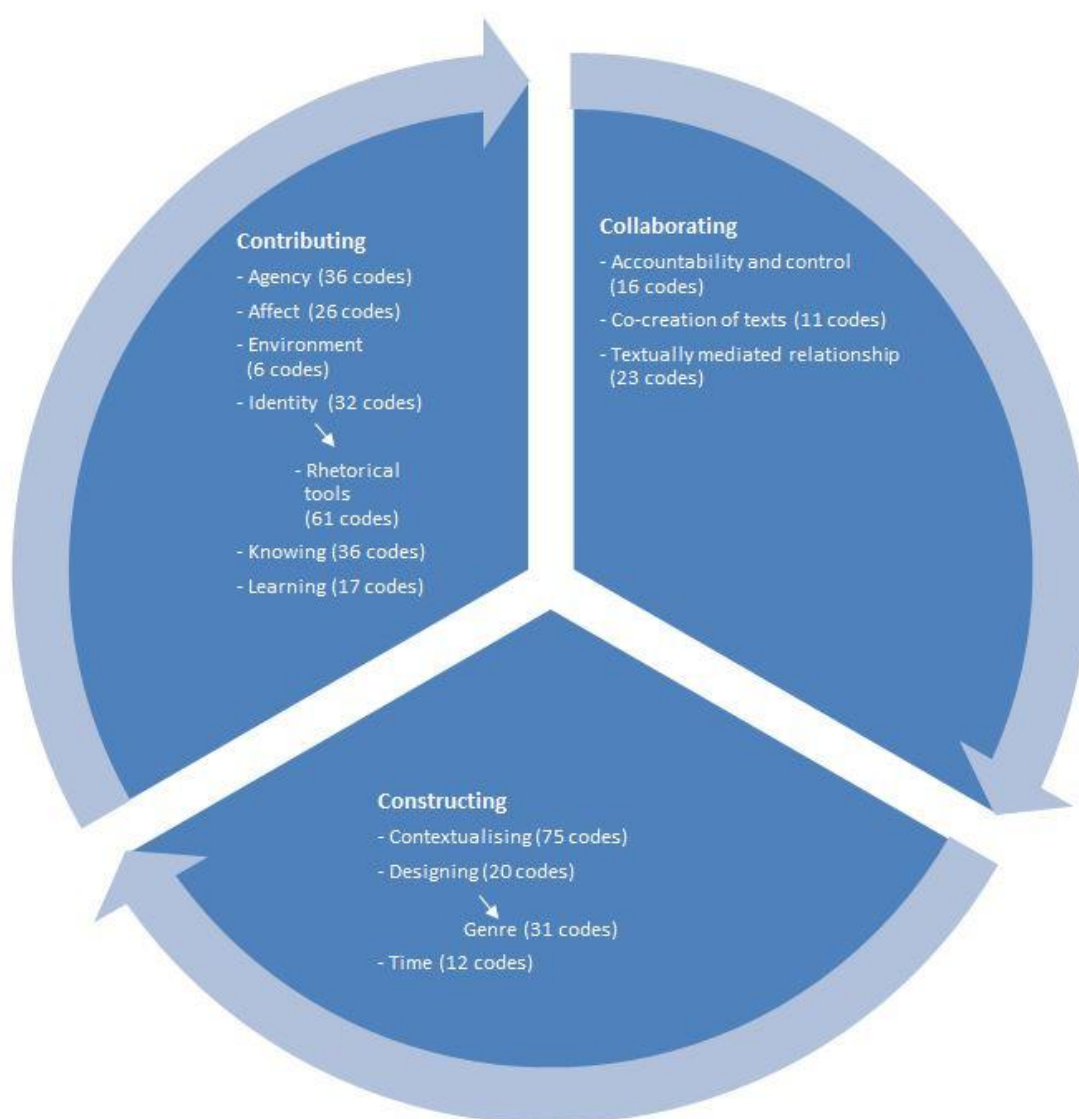 Contributing
- Agency (36 codes)
- Affect (26 codes)
- Environment
(6 codes)
- Identity (32 codes)
- Rhetorical
tools
(61 codes)
- Knowing (36 codes)
- Learning (17 codes)
Collaborating
- Accountability and control
(16 codes)
- Co-creation of texts (11 codes)
- Textually mediated relationship
(23 codes)
Constructing
- Contextualising (75 codes)
- Designing (20 codes)
Genre (31 codes)
- Time (12 codes)